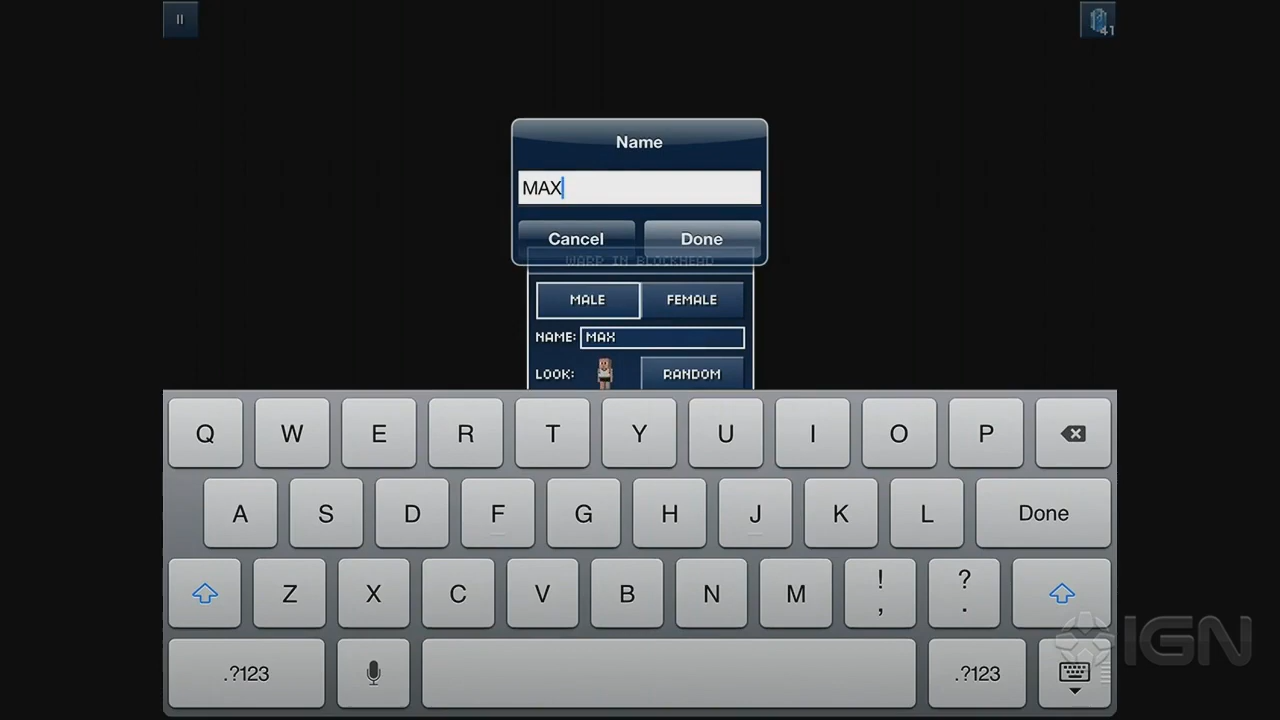 41
Name
MAX
Cancel Done
WARP IN BLOCKHEAD
MALE FEMALE
NAME: MAX
LOOK: RANDOM
Q W E R T Y U I O P
A S D F G H J K L Done
Z X C V B N M ! , ? .
.?123 .?123
IGN